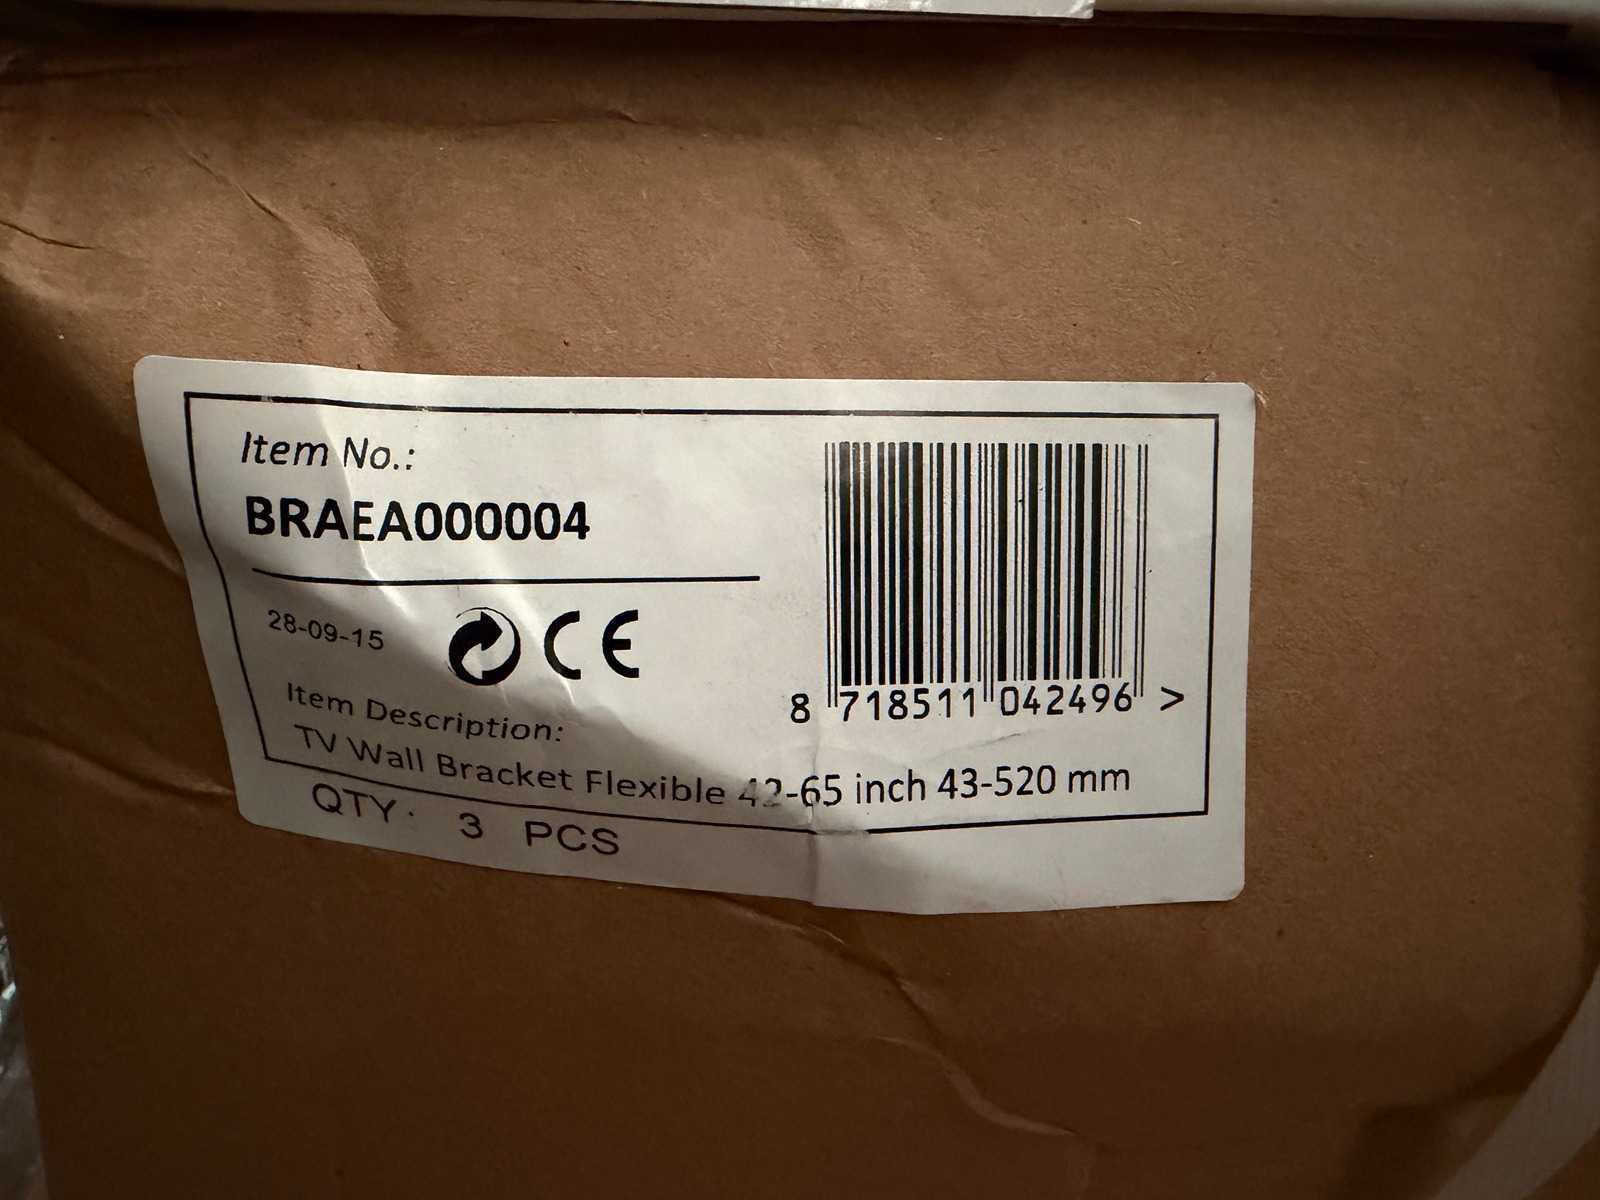 Item No.:
BRAEA000004
28-09-15
CE
8 718511 042496 >
Item Description:
TV Wall Bracket Flexible 42-65 inch 43-520 mm
QTY: 3 PCS